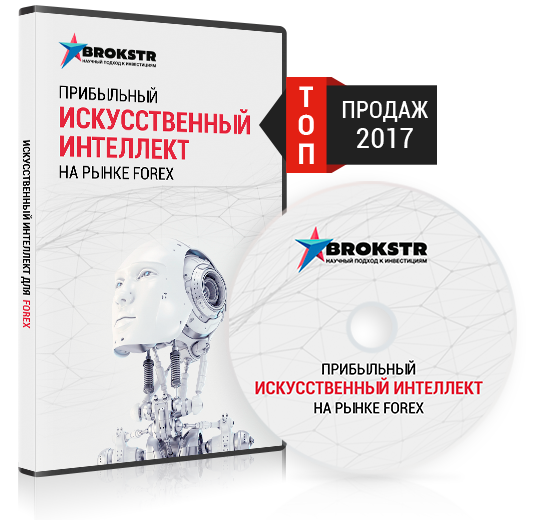 BROKSTR
НАУЧНЫЙ ПОДХОД К ИНВЕСТИЦИЯМ
ПРИБЫЛЬНЫЙ
ИСКУССТВЕННЫЙ
ИНТЕЛЛЕКТ
НА РЫНКЕ FOREX
ИСКУССТВЕННЫЙ ИНТЕЛЛЕКТ ДЛЯ FOREX
ТОП
ПРОДАЖ
2017
BROKSTR
НАУЧНЫЙ ПОДХОД К ИНВЕСТИЦИЯМ
ПРИБЫЛЬНЫЙ
ИСКУССТВЕННЫЙ ИНТЕЛЛЕКТ
НА РЫНКЕ FOREX